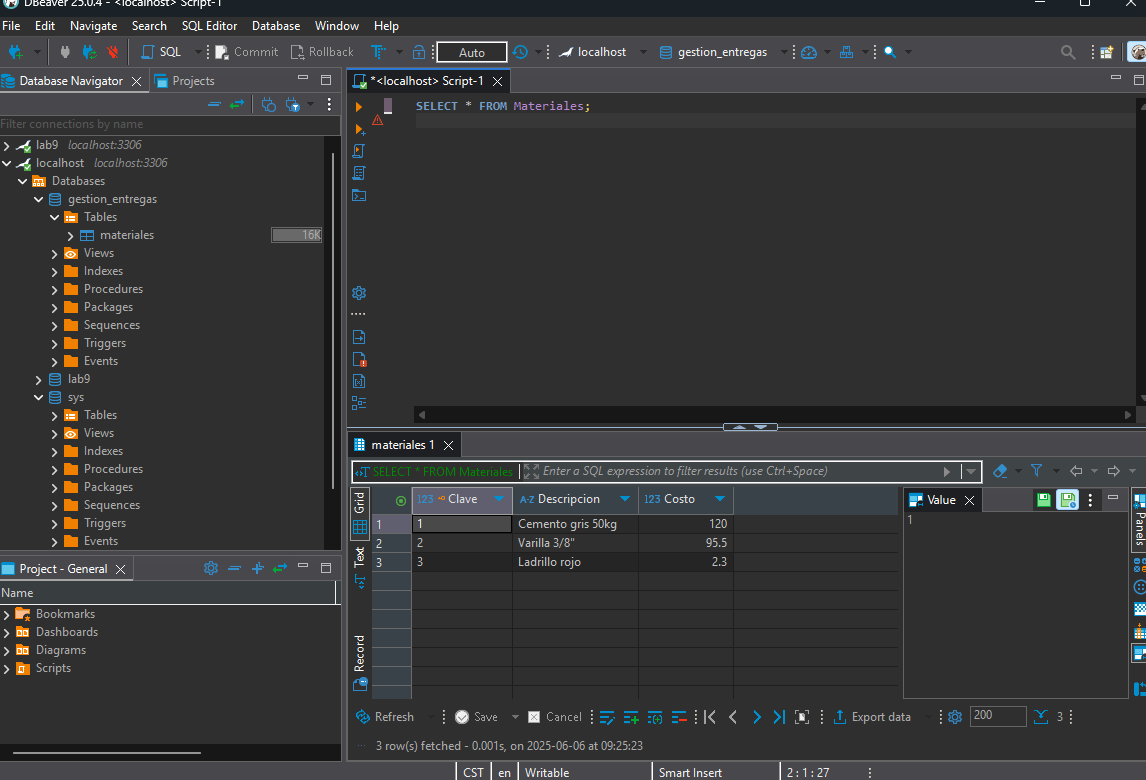 DBeaver 25.0.4 - <localhost> Script-1
File Edit Navigate Search SQL Editor Database Window Help
SQL Commit Rollback Auto localhost gestion_entregas
Database Navigator Projects
*<localhost> Script-1
Filter connections by name
SELECT * FROM Materiales;
lab9 localhost:3306
localhost localhost:3306
Databases
gestion_entregas
Tables
materiales 16K
Views
Indexes
Procedures
Packages
Sequences
Triggers
Events
lab9
sys
Tables
Views
Indexes
Procedures
Packages
Sequences
Triggers
Events
Project - General
Name
Bookmarks
Dashboards
Diagrams
Scripts
materiales 1
SELECT * FROM Materiales Enter a SQL expression to filter results (use Ctrl+Space)
Grid
Text
Record
123 Clave A-Z Descripcion 123 Costo
1 1 Cemento gris 50kg 120
2 2 Varilla 3/8" 95.5
3 3 Ladrillo rojo 2.3
Value
1
Panels
Refresh Save Cancel Export data 200 3
3 row(s) fetched - 0.001s, on 2025-06-06 at 09:25:23
CST en Writable Smart Insert 2 : 1 : 27